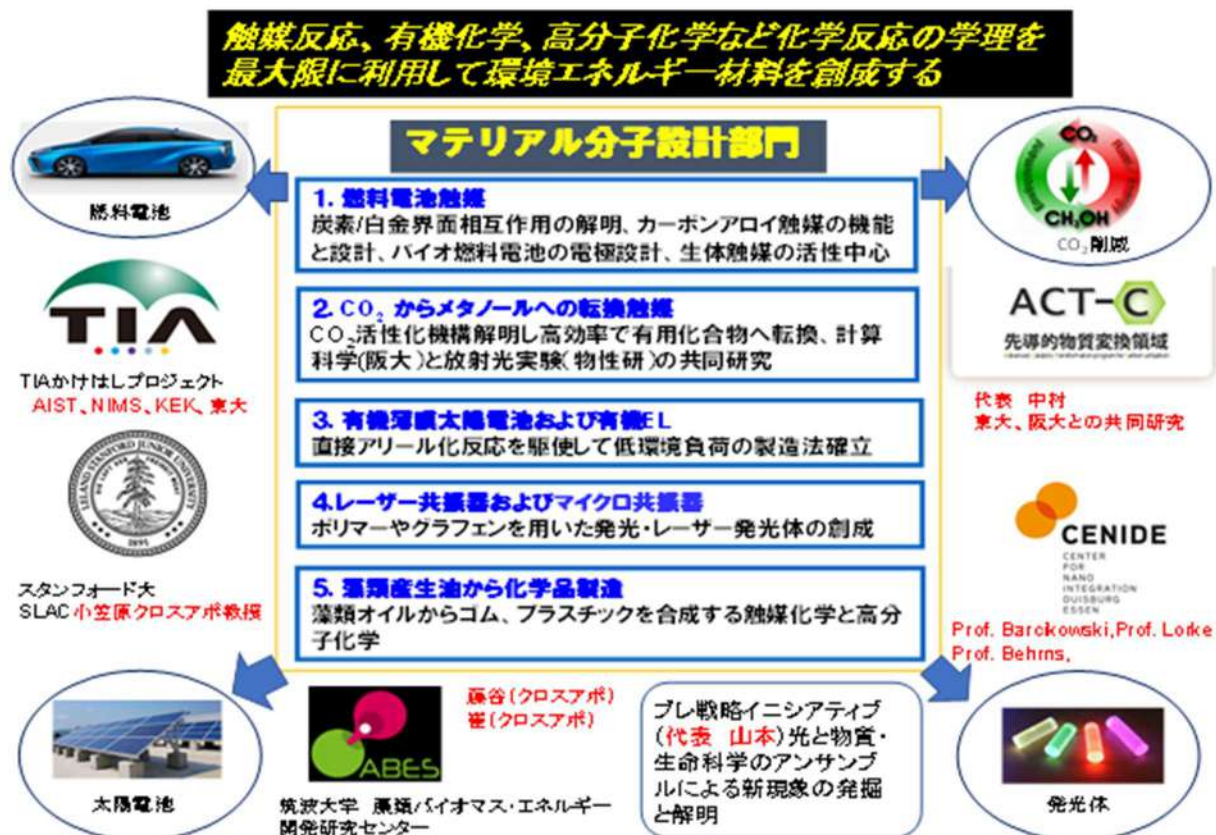 触媒反応、有機化学、高分子化学など化学反応の学理を
最大限に利用して環境エネルギー材料を創成する
マテリアル分子設計部門
燃料電池
1. 燃料電池触媒
炭素/白金界面相互作用の解明、カーボンアロイ触媒の機能
と設計、バイオ燃料電池の電極設計、生体触媒の活性中心
CO₂
CH₃OH
CO₂削減
TIA
TIAかけはしプロジェクト
AIST、NIMS、KEK、東大
2. CO₂ からメタノールへの転換触媒
CO₂活性化機構解明し高効率で有用化合物へ転換、計算
科学(阪大)と放射光実験(物性研)の共同研究
ACT-C
先導的物質変換領域
代表 中村
東大、阪大との共同研究
3. 有機薄膜太陽電池および有機EL
直接アリール化反応を駆使して低環境負荷の製造法確立
LELAND STANFORD JUNIOR UNIVERSITY
1891
スタンフォード大
SLAC 小笠原クロスアポ教授
4.レーザー共振器およびマイクロ共振器
ポリマーやグラフェンを用いた発光・レーザー発光体の創成
5. 藻類産生油から化学品製造
藻類オイルからゴム、プラスチックを合成する触媒化学と高分
子化学
CENIDE
CENTER
FOR
NANO
INTEGRATION
DUISBURG
ESSEN
Prof. Barcikowski,Prof. Lorke
Prof. Behrns,
太陽電池
ABES
藤谷(クロスアポ)
崔(クロスアポ)
筑波大学 藻類バイオマス・エネルギー
開発研究センター
プレ戦略イニシアティブ
(代表 山本)光と物質・
生命科学のアンサンブ
ルによる新現象の発掘
と解明
発光体